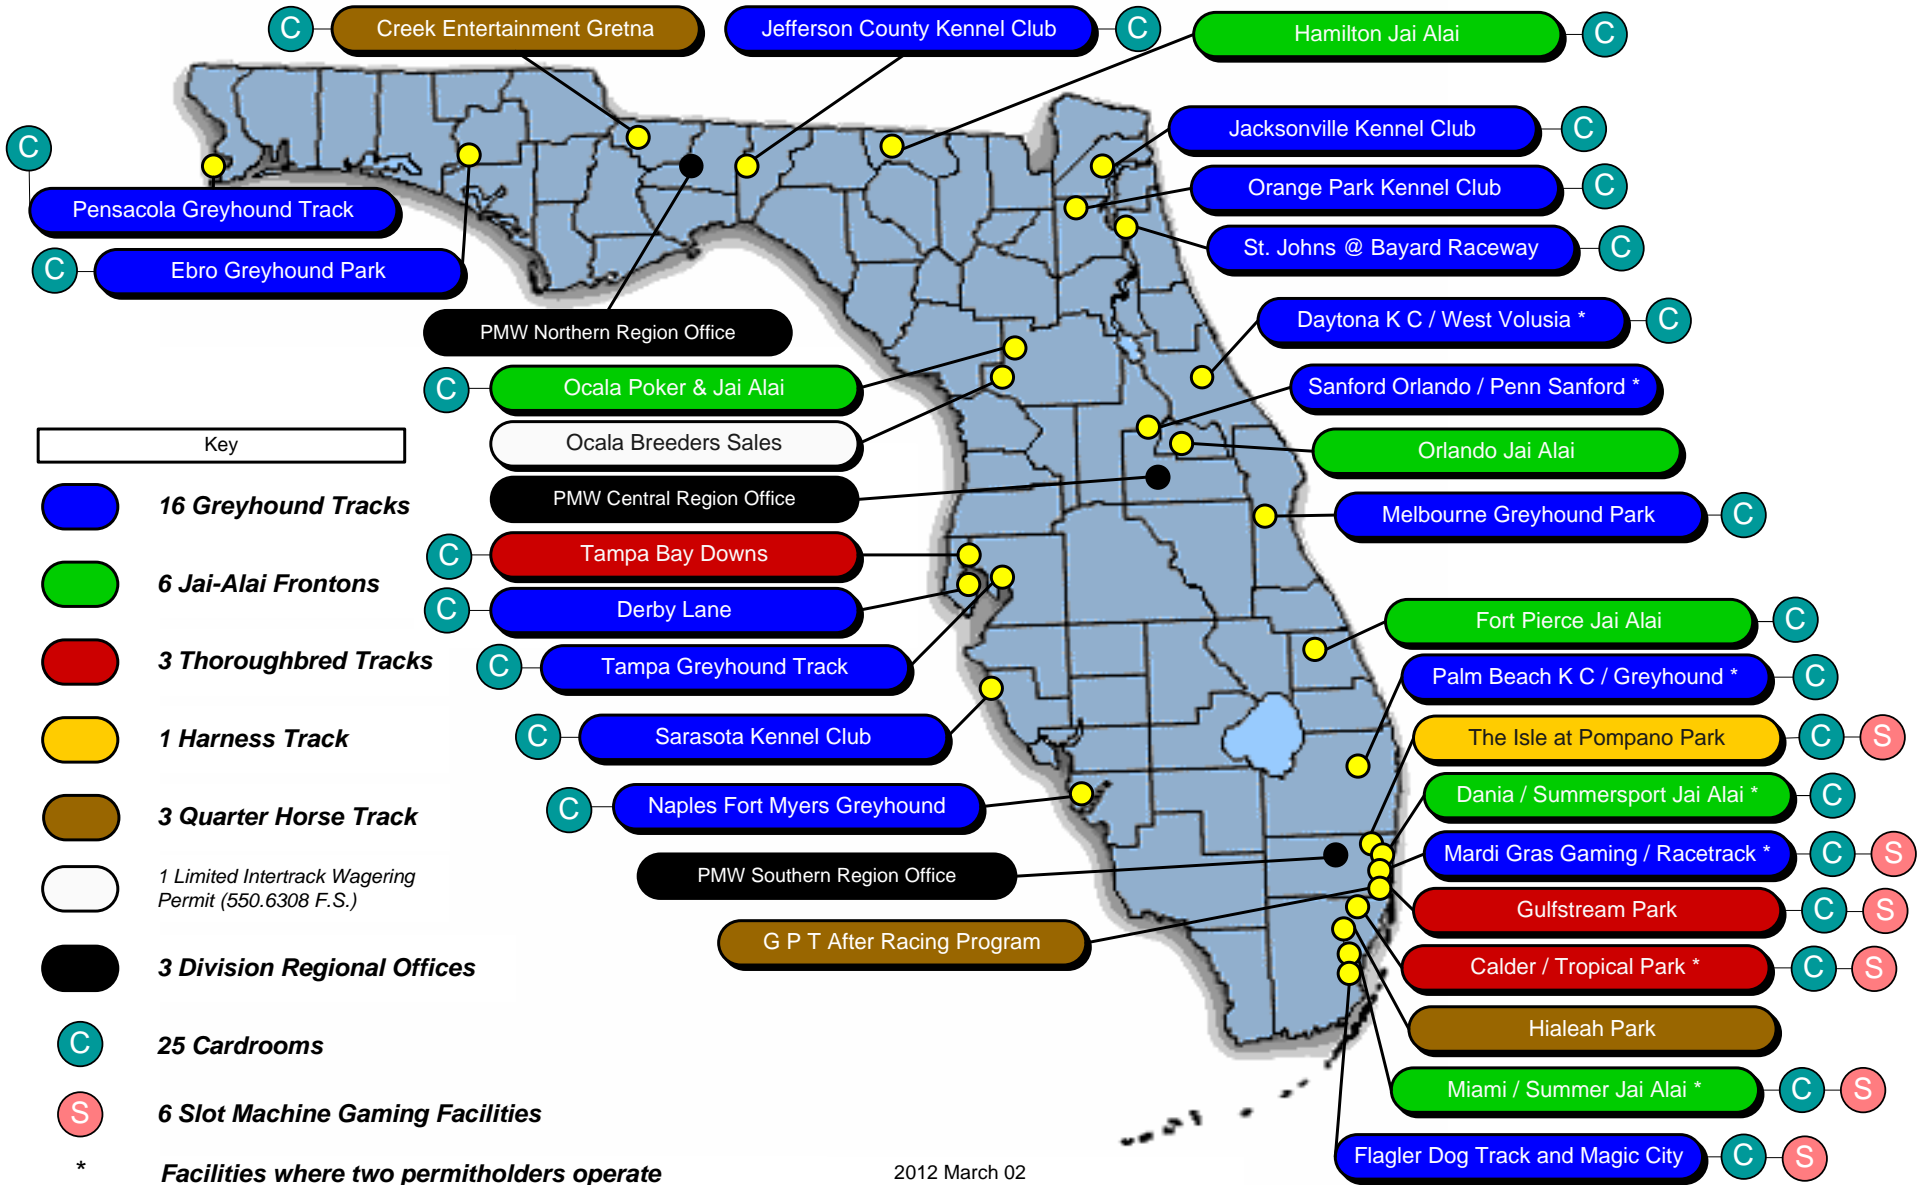 C Creek Entertainment Gretna
Jefferson County Kennel Club C
Hamilton Jai Alai C
Jacksonville Kennel Club C
C
Pensacola Greyhound Track
Orange Park Kennel Club C
C Ebro Greyhound Park
St. Johns @ Bayard Raceway C
PMW Northern Region Office
Daytona K C / West Volusia * C
C Ocala Poker & Jai Alai
Sanford Orlando / Penn Sanford *
Ocala Breeders Sales
Orlando Jai Alai
PMW Central Region Office
Melbourne Greyhound Park C
C Tampa Bay Downs
C Derby Lane
Fort Pierce Jai Alai C
C Tampa Greyhound Track
Palm Beach K C / Greyhound * C
C Sarasota Kennel Club
The Isle at Pompano Park C S
C Naples Fort Myers Greyhound
Dania / Summersport Jai Alai * C
PMW Southern Region Office
Mardi Gras Gaming / Racetrack * C S
Gulfstream Park C S
G P T After Racing Program
Calder / Tropical Park * C S
Hialeah Park
Miami / Summer Jai Alai * C S
Flagler Dog Track and Magic City C S
Key
16 Greyhound Tracks
6 Jai-Alai Frontons
3 Thoroughbred Tracks
1 Harness Track
3 Quarter Horse Track
1 Limited Intertrack Wagering
Permit (550.6308 F.S.)
3 Division Regional Offices
C 25 Cardrooms
S 6 Slot Machine Gaming Facilities
* Facilities where two permitholders operate
2012 March 02